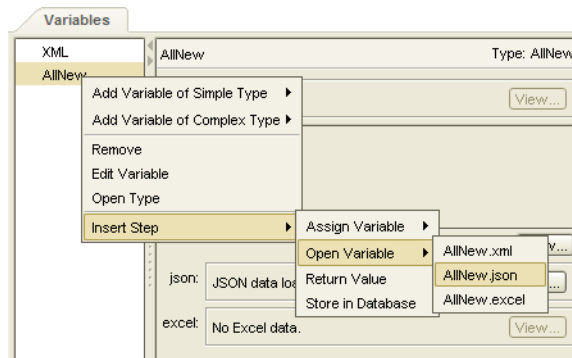 Variables
XML
AllNew
AllNew
Type: AllNew
View...
Add Variable of Simple Type
Add Variable of Complex Type
Remove
Edit Variable
Open Type
Insert Step
Assign Variable
Open Variable
Return Value
Store in Database
AllNew.xml
AllNew.json
AllNew.excel
json:
JSON data
excel:
No Excel data.
View...